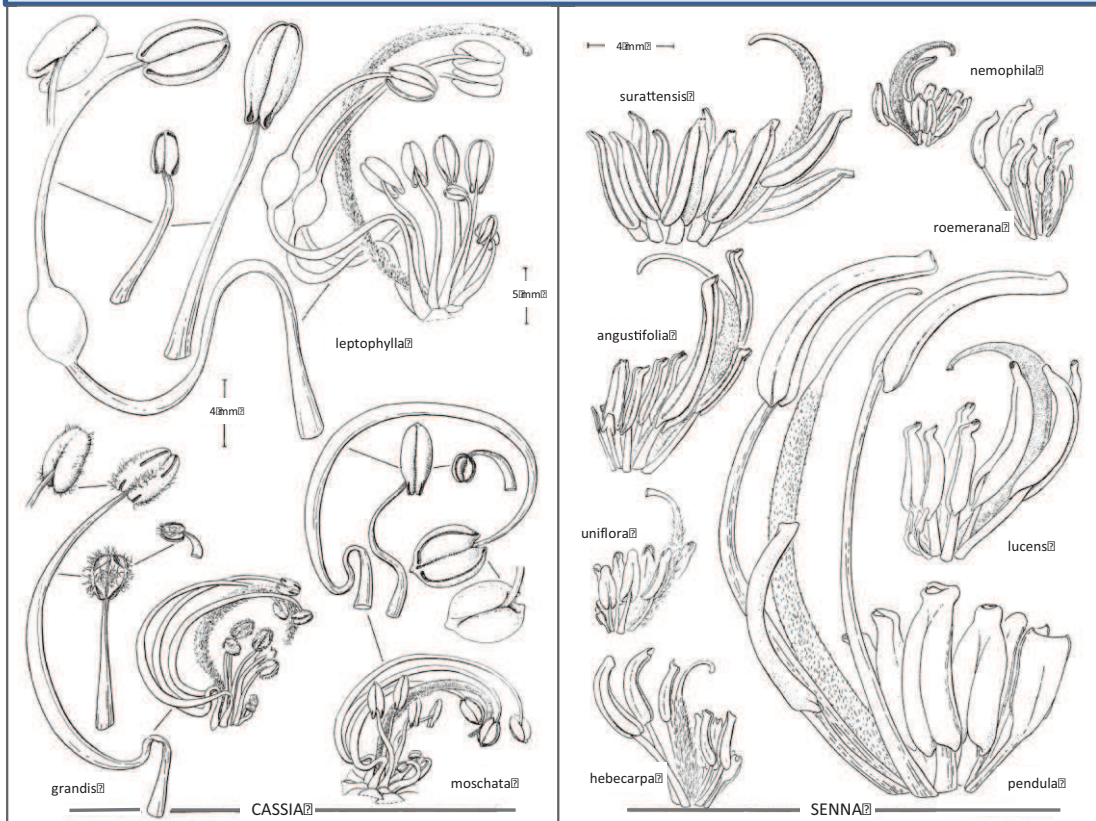 leptophylla⍰
5⍰mm⍰
4⍰mm⍰
grandis⍰
moschata⍰
CASSIA⍰
4⍰mm⍰
surattensis⍰
nemophila⍰
roemerana⍰
angustifolia⍰
uniflora⍰
lucens⍰
hebecarpa⍰
pendula⍰
SENNA⍰